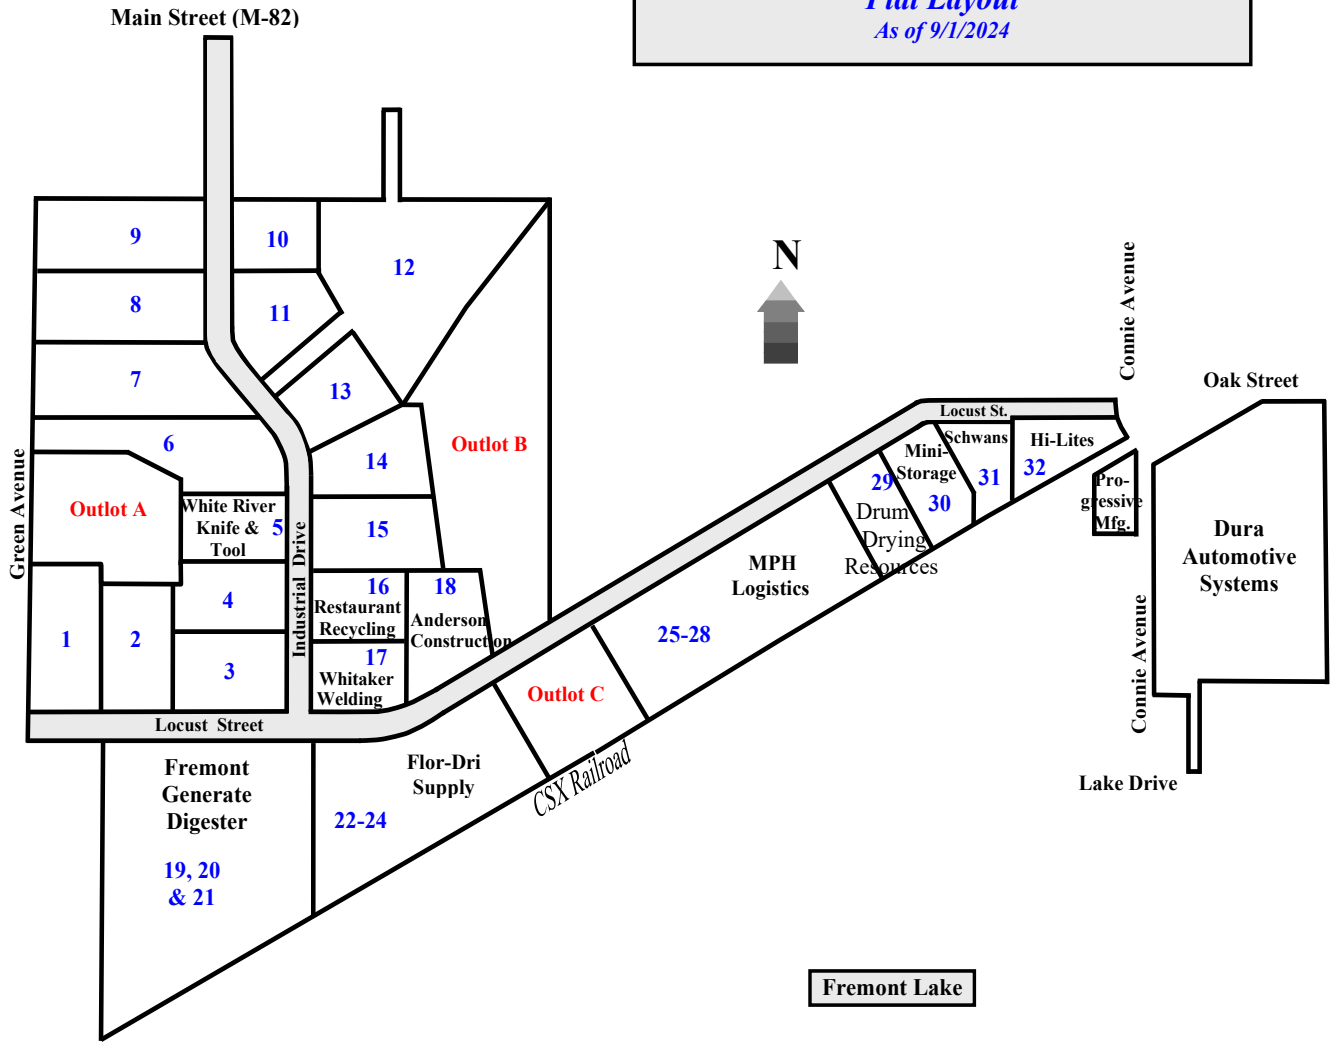 Main Street (M-82)
Plat Layout
As of 9/1/2024
9
10
12
8
11
7
13
6
14
Outlot B
Outlot A
White River
Knife &
Tool
5
15
Green Avenue
Industrial Drive
4
16
Restaurant
Recycling
18
Anderson
Construction
1
2
3
17
Whitaker
Welding
Locust Street
Fremont
Generate
Digester
19, 20
& 21
Flor-Dri
Supply
22-24
Outlot C
CSX Railroad
MPH
Logistics
25-28
N
29
Drum
Drying
Resources
Mini-
Storage
30
Locust St.
Schwans
31
Hi-Lites
32
Connie Avenue
Oak Street
Pro-
gressive
Mfg.
Dura
Automotive
Systems
Connie Avenue
Lake Drive
Fremont Lake